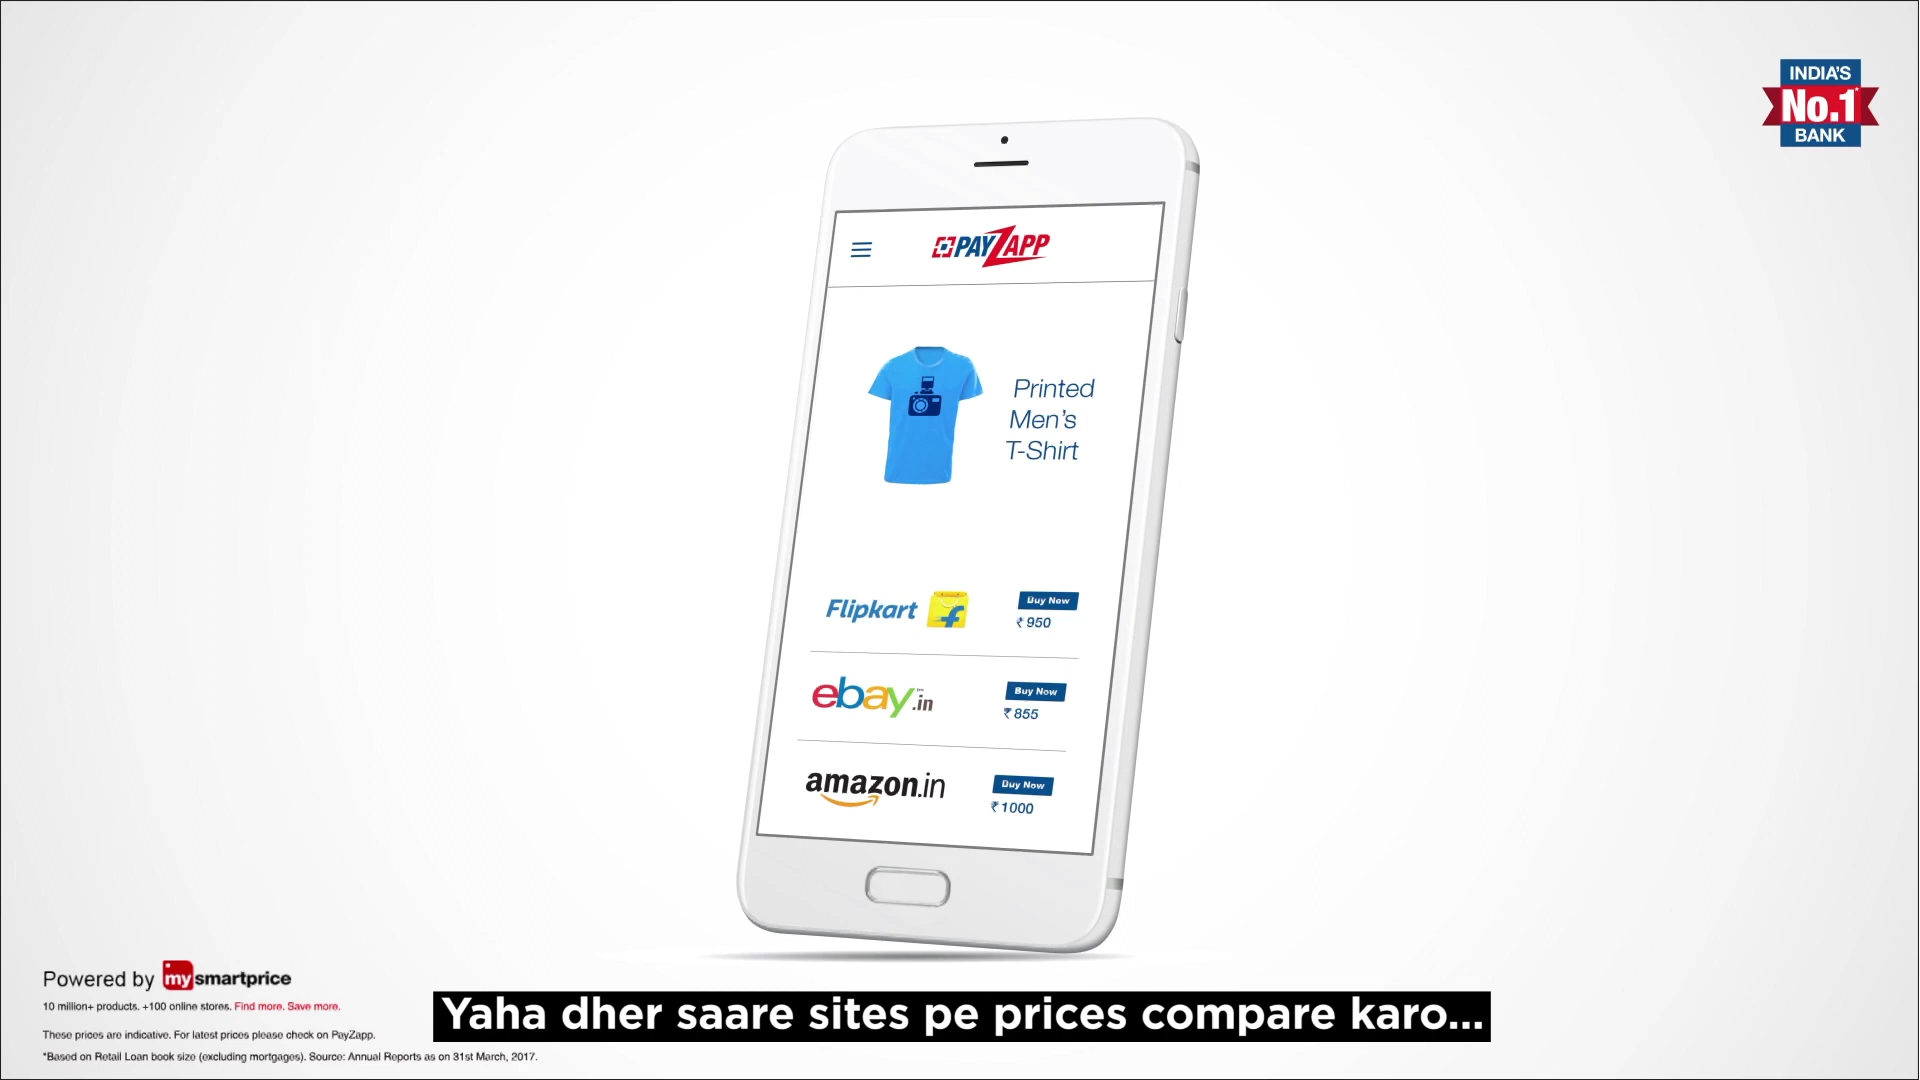 INDIA'S
No.1*
BANK
PAYZAPP
Printed
Men's
T-Shirt
Flipkart
Buy Now
₹ 950
ebay.in
Buy Now
₹ 855
amazon.in
Buy Now
₹ 1000
Powered by mysmartprice
10 million+ products. +100 online stores. Find more. Save more.
These prices are indicative. For latest prices please check on PayZapp.
*Based on Retail Loan book size (excluding mortgages). Source: Annual Reports as on 31st March, 2017.
Yaha dher saare sites pe prices compare karo...